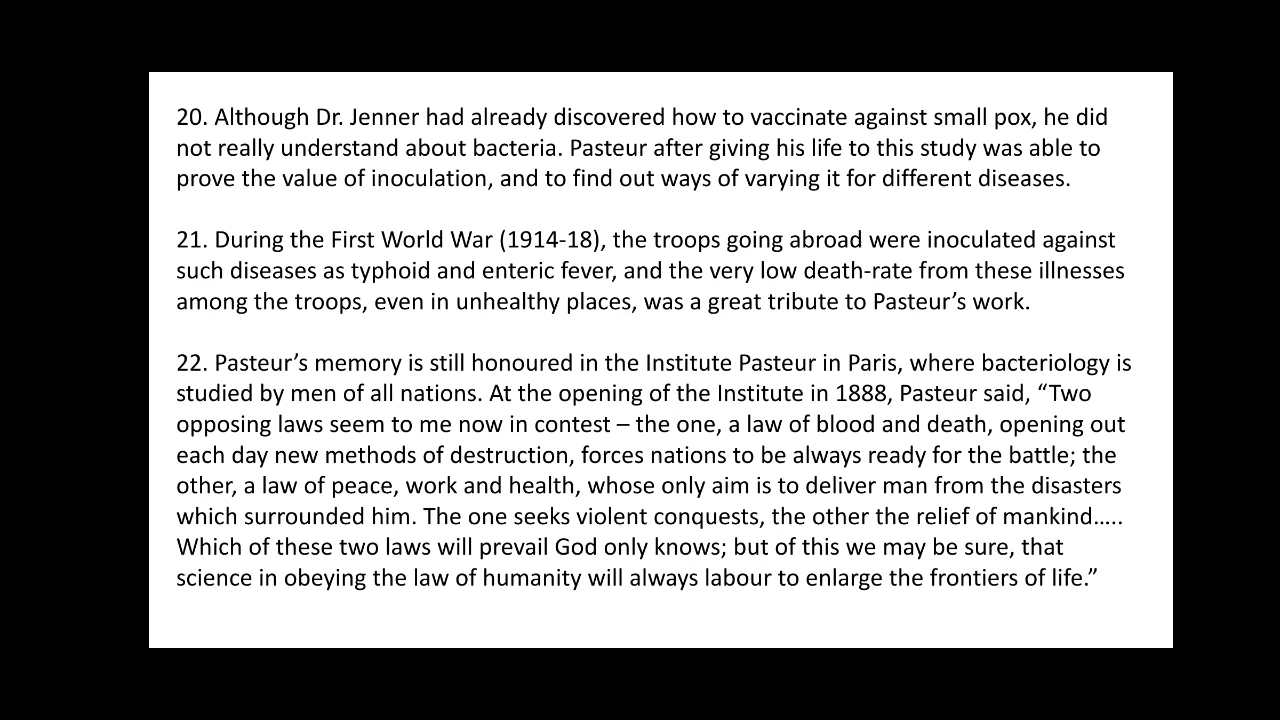 20. Although Dr. Jenner had already discovered how to vaccinate against small pox, he did
not really understand about bacteria. Pasteur after giving his life to this study was able to
prove the value of inoculation, and to find out ways of varying it for different diseases.
21. During the First World War (1914-18), the troops going abroad were inoculated against
such diseases as typhoid and enteric fever, and the very low death-rate from these illnesses
among the troops, even in unhealthy places, was a great tribute to Pasteur’s work.
22. Pasteur’s memory is still honoured in the Institute Pasteur in Paris, where bacteriology is
studied by men of all nations. At the opening of the Institute in 1888, Pasteur said, “Two
opposing laws seem to me now in contest – the one, a law of blood and death, opening out
each day new methods of destruction, forces nations to be always ready for the battle; the
other, a law of peace, work and health, whose only aim is to deliver man from the disasters
which surrounded him. The one seeks violent conquests, the other the relief of mankind…..
Which of these two laws will prevail God only knows; but of this we may be sure, that
science in obeying the law of humanity will always labour to enlarge the frontiers of life.”